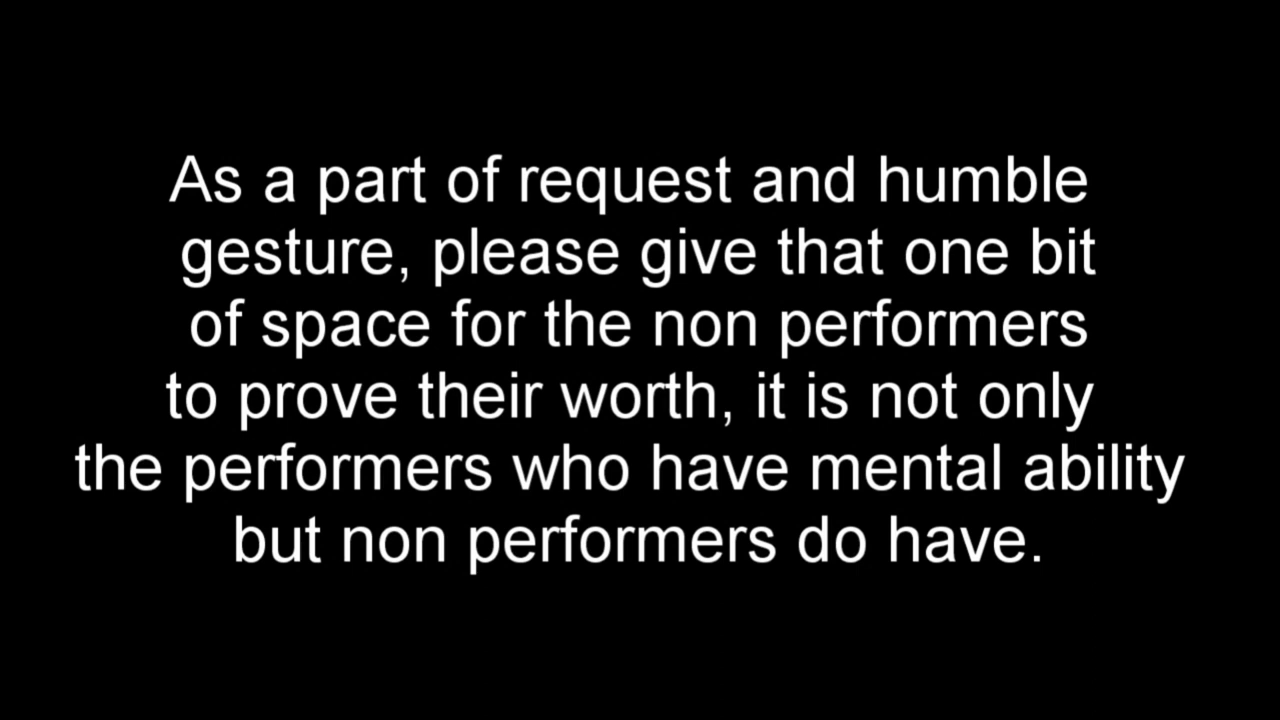 As a part of request and humble
gesture, please give that one bit
of space for the non performers
to prove their worth, it is not only
the performers who have mental ability
but non performers do have.